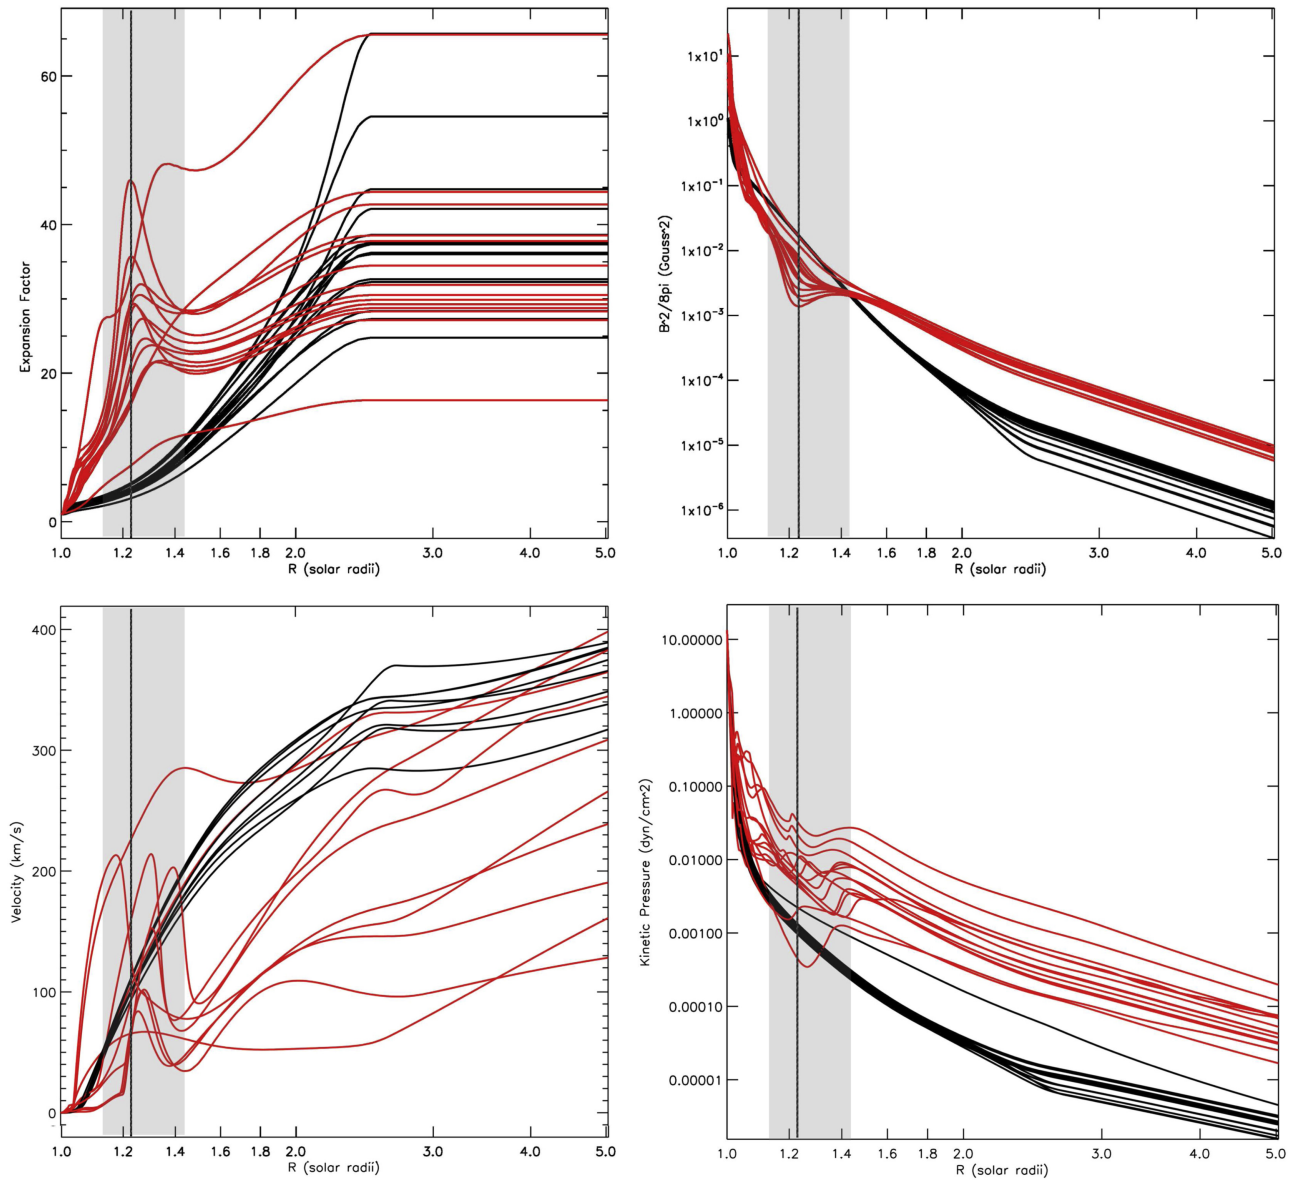 60
40
20
0
Expansion Factor
1.0 1.2 1.4 1.6 1.8 2.0 3.0 4.0 5.0
R (solar radii)
1x10^1
1x10^0
1x10^-1
1x10^-2
1x10^-3
1x10^-4
1x10^-5
1x10^-6
B^2/8pi (Gauss^2)
1.0 1.2 1.4 1.6 1.8 2.0 3.0 4.0 5.0
R (solar radii)
400
300
200
100
0
Velocity (km/s)
1.0 1.2 1.4 1.6 1.8 2.0 3.0 4.0 5.0
R (solar radii)
10.00000
1.00000
0.10000
0.01000
0.00100
0.00010
0.00001
Kinetic Pressure (dyn/cm^2)
1.0 1.2 1.4 1.6 1.8 2.0 3.0 4.0 5.0
R (solar radii)